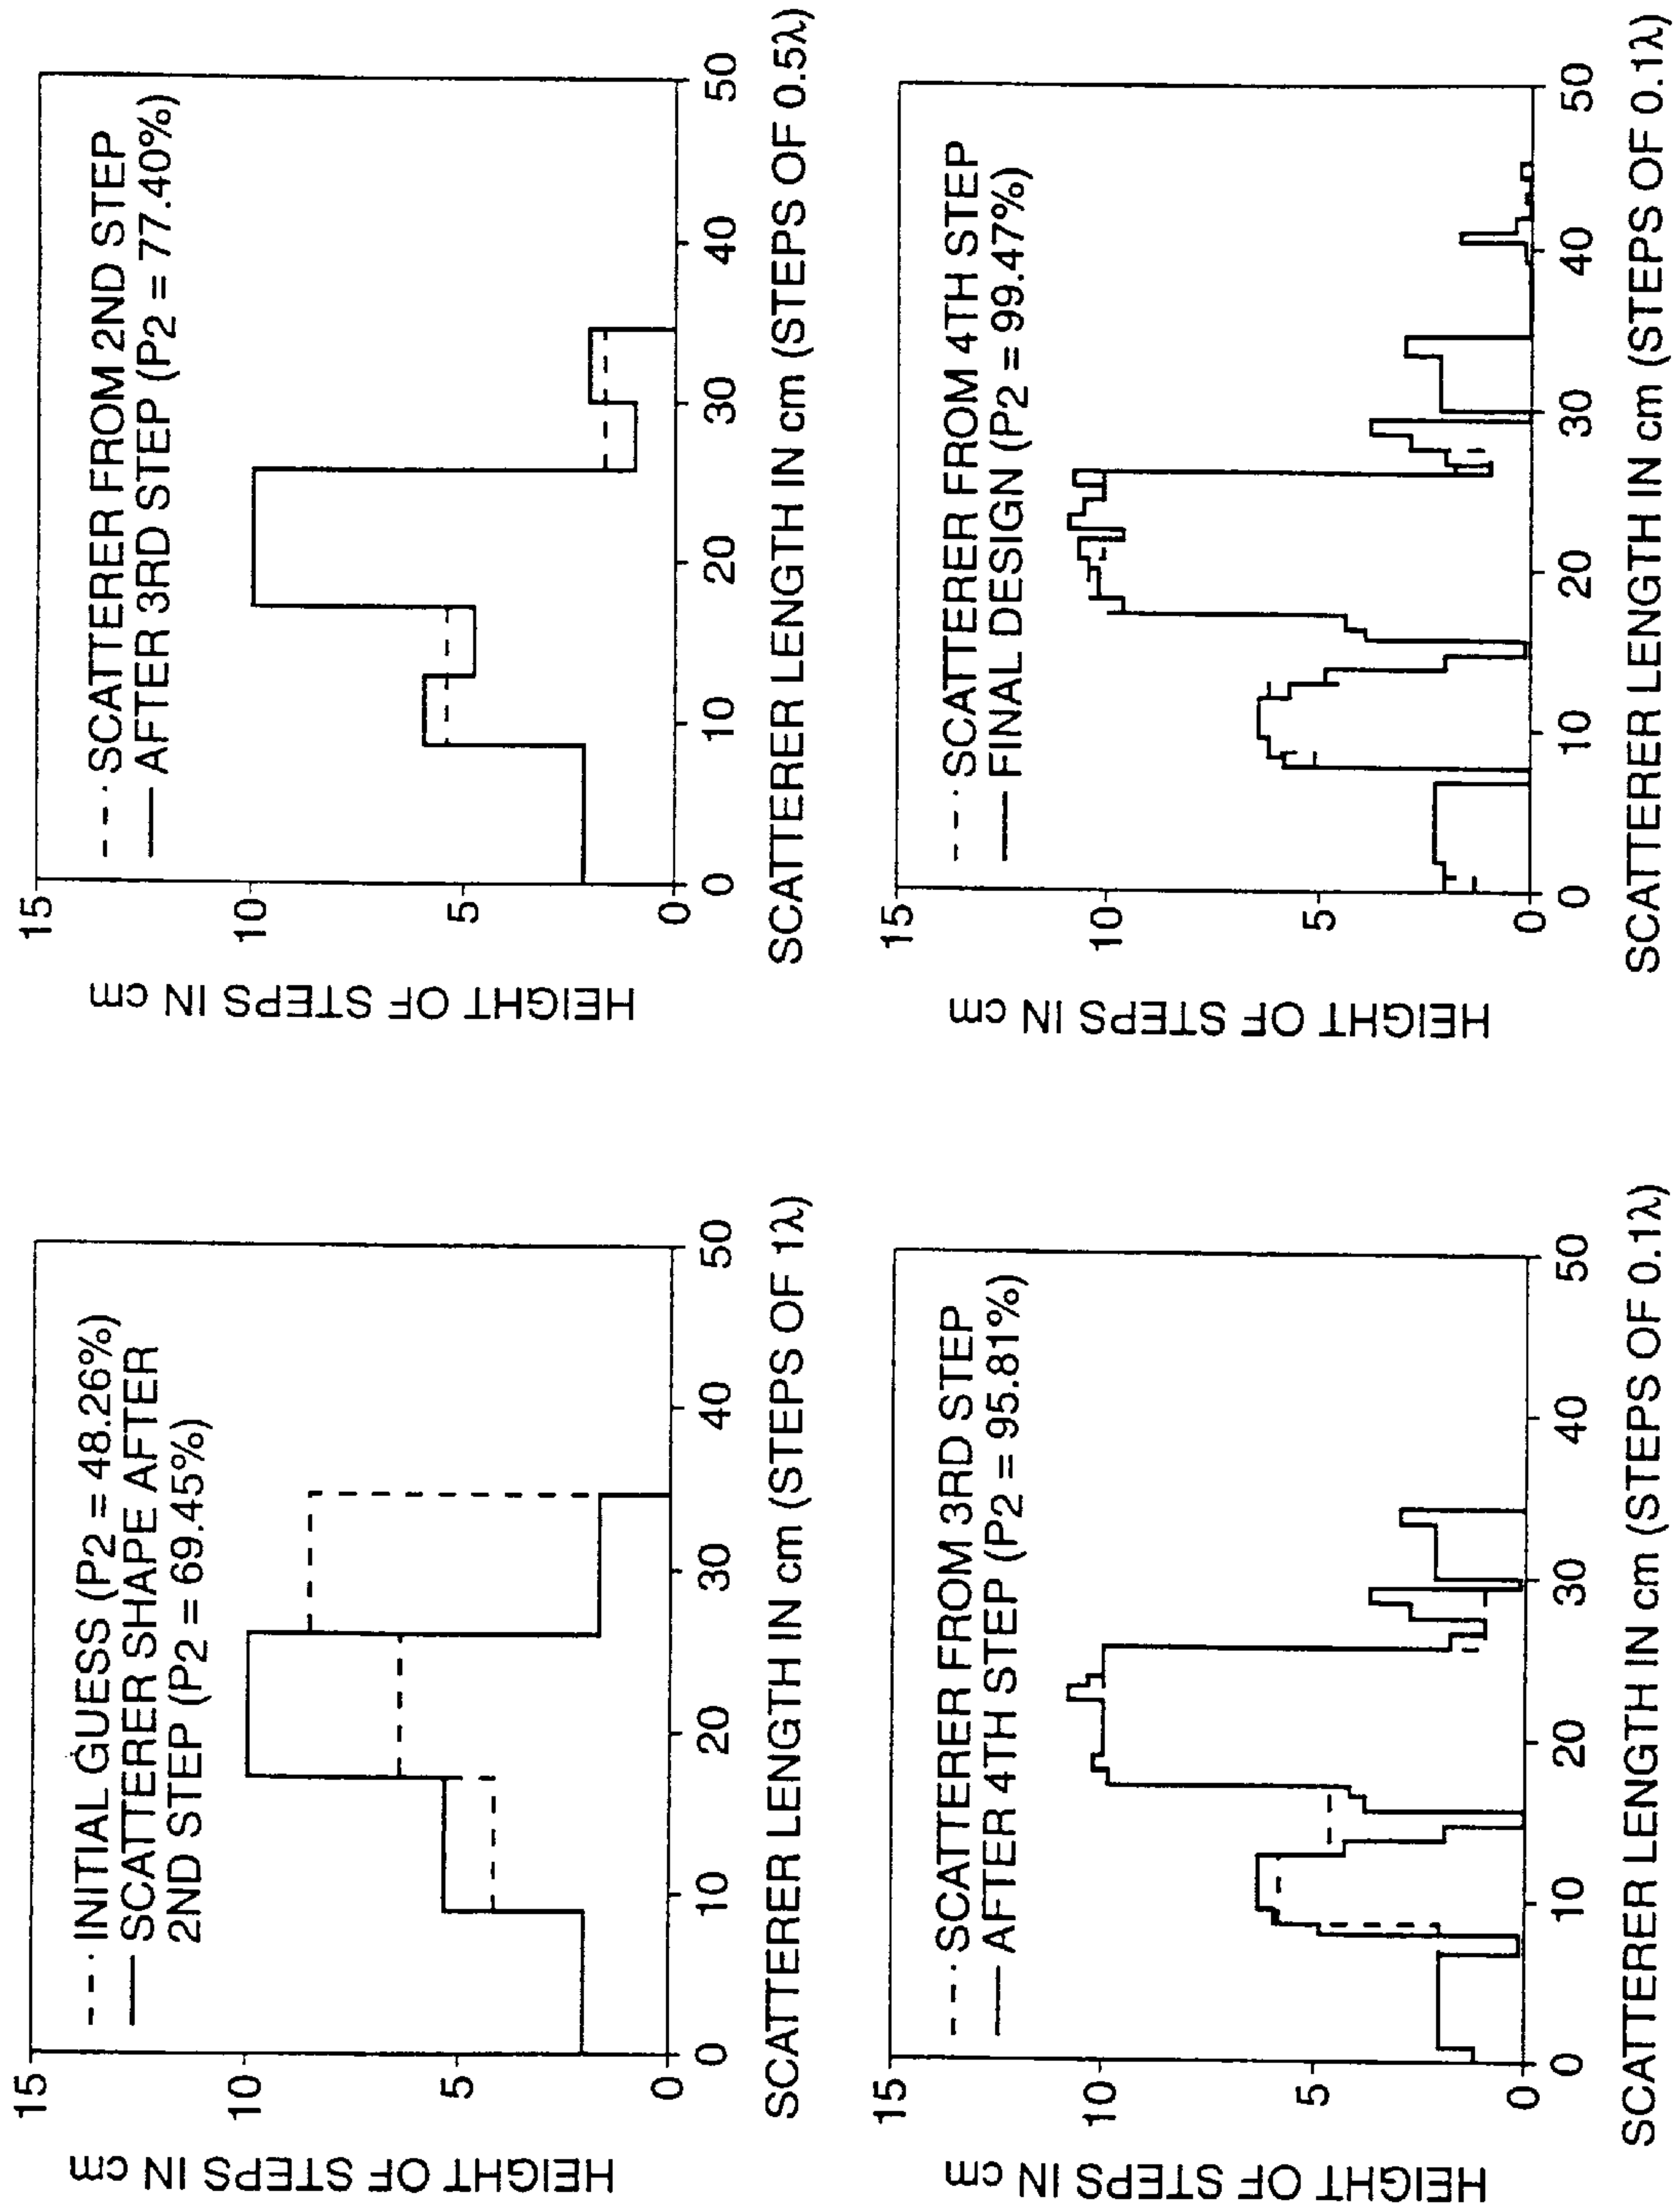 HEIGHT OF STEPS IN cm
15
10
5
0
- - · INITIAL GUESS (P2 = 48.26%)
— SCATTERER SHAPE AFTER
2ND STEP (P2 = 69.45%)
0 10 20 30 40 50
SCATTERER LENGTH IN cm (STEPS OF 1λ)
HEIGHT OF STEPS IN cm
15
10
5
0
- - · SCATTERER FROM 2ND STEP
— AFTER 3RD STEP (P2 = 77.40%)
0 10 20 30 40 50
SCATTERER LENGTH IN cm (STEPS OF 0.5λ)
HEIGHT OF STEPS IN cm
15
10
5
0
- - · SCATTERER FROM 3RD STEP
— AFTER 4TH STEP (P2 = 95.81%)
0 10 20 30 40 50
SCATTERER LENGTH IN cm (STEPS OF 0.1λ)
HEIGHT OF STEPS IN cm
15
10
5
0
- - · SCATTERER FROM 4TH STEP
— FINAL DESIGN (P2 = 99.47%)
0 10 20 30 40 50
SCATTERER LENGTH IN cm (STEPS OF 0.1λ)